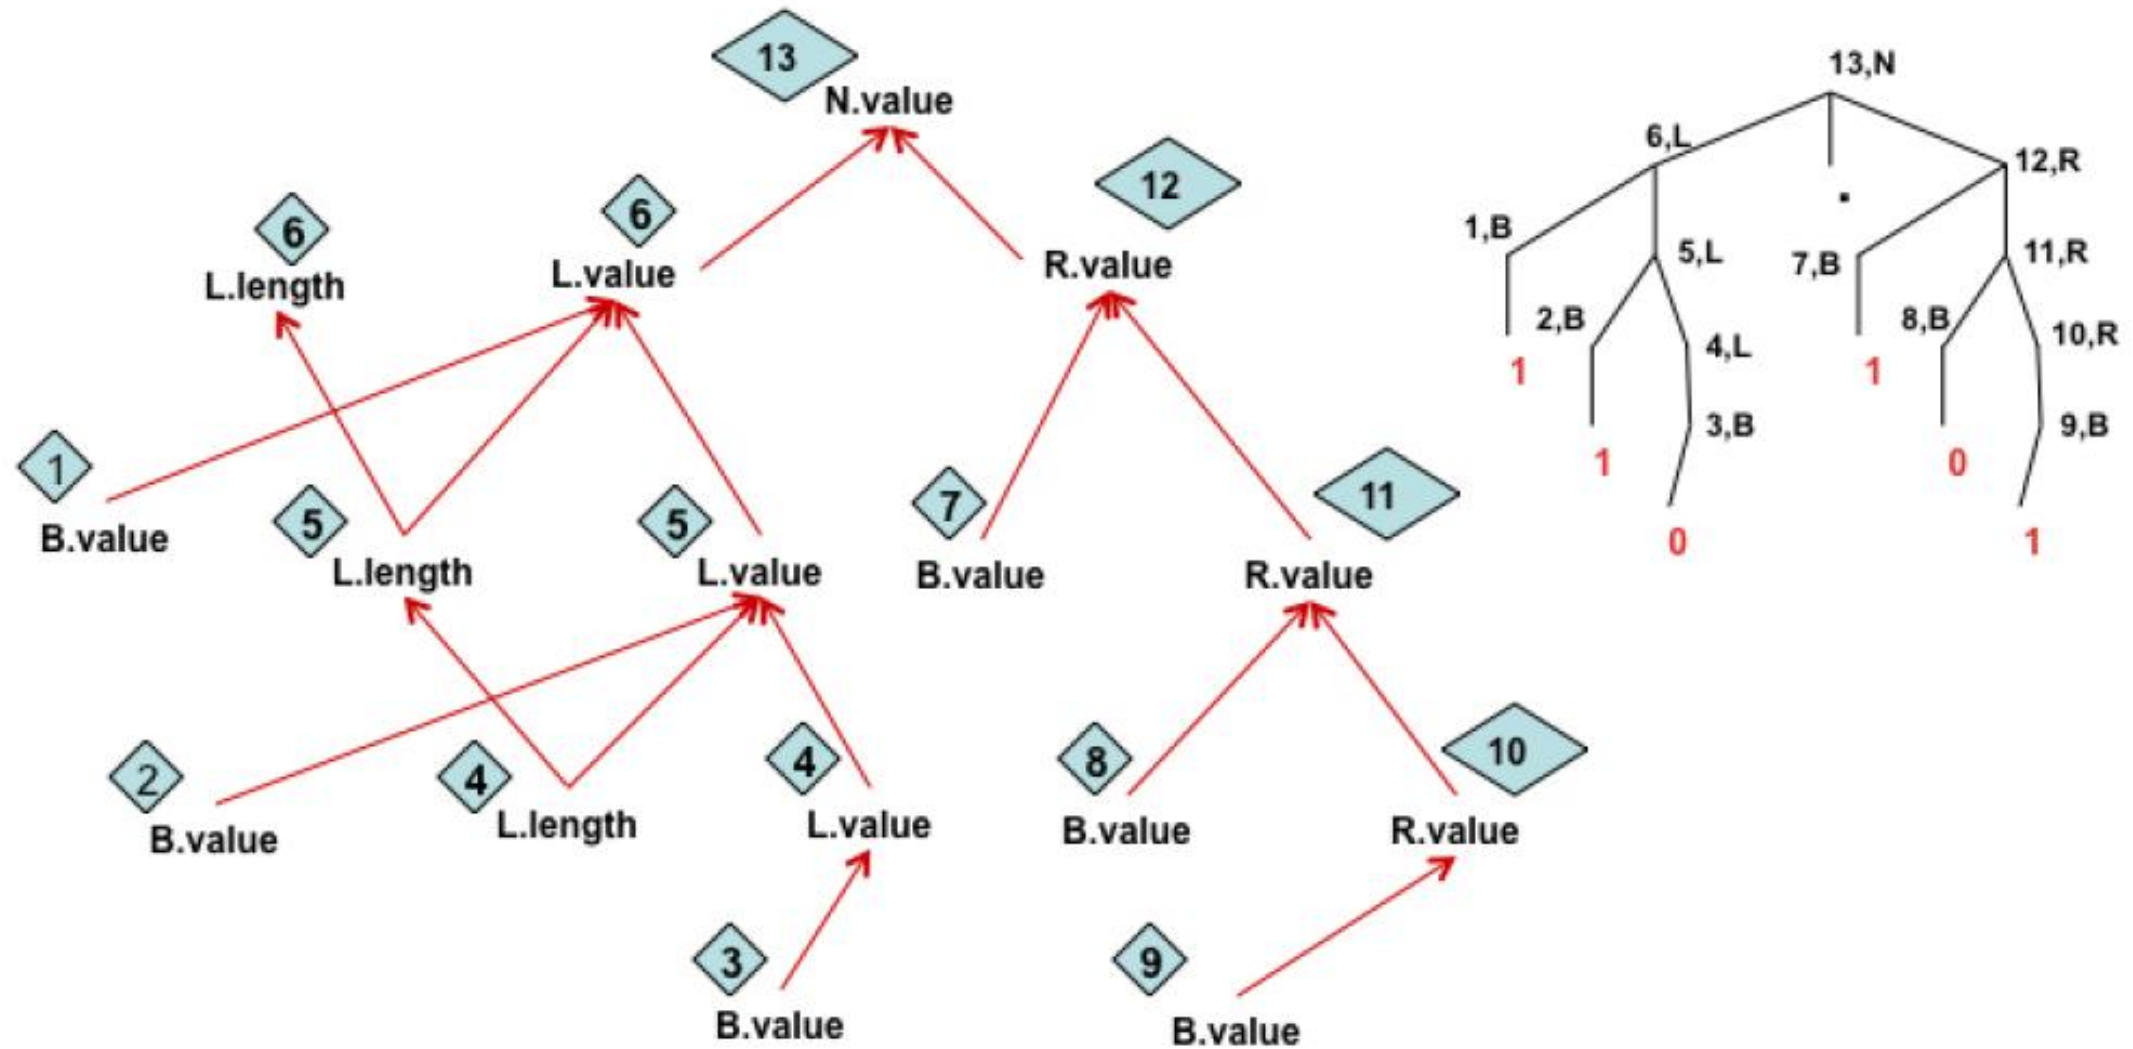 13
N.value
12
6
6
L.length
L.value
R.value
1
B.value
5
L.length
5
L.value
7
B.value
11
R.value
2
B.value
4
L.length
4
L.value
8
B.value
10
R.value
3
B.value
9
B.value
13,N
6,L
12,R
.
1,B
5,L
7,B
11,R
2,B
8,B
4,L
10,R
1
1
3,B
9,B
1
0
0
1